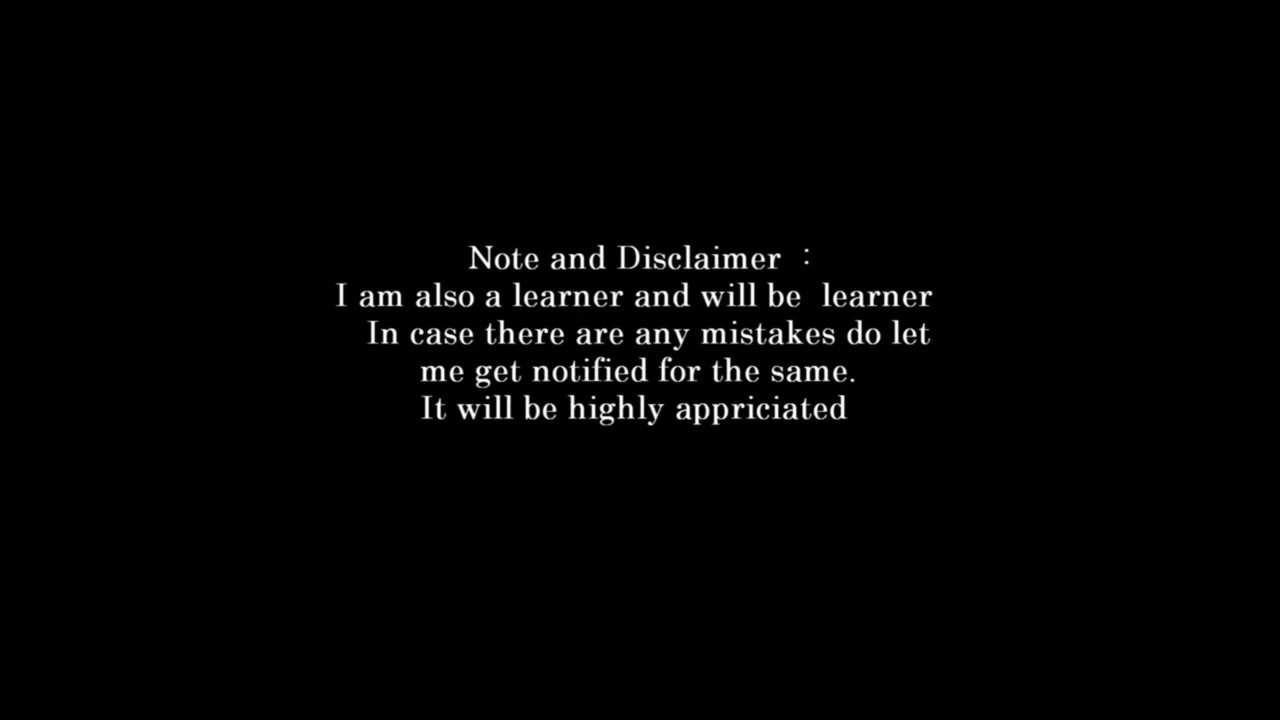 Note and Disclaimer  :
I am also a learner and will be  learner
In case there are any mistakes do let
me get notified for the same.
It will be highly appriciated